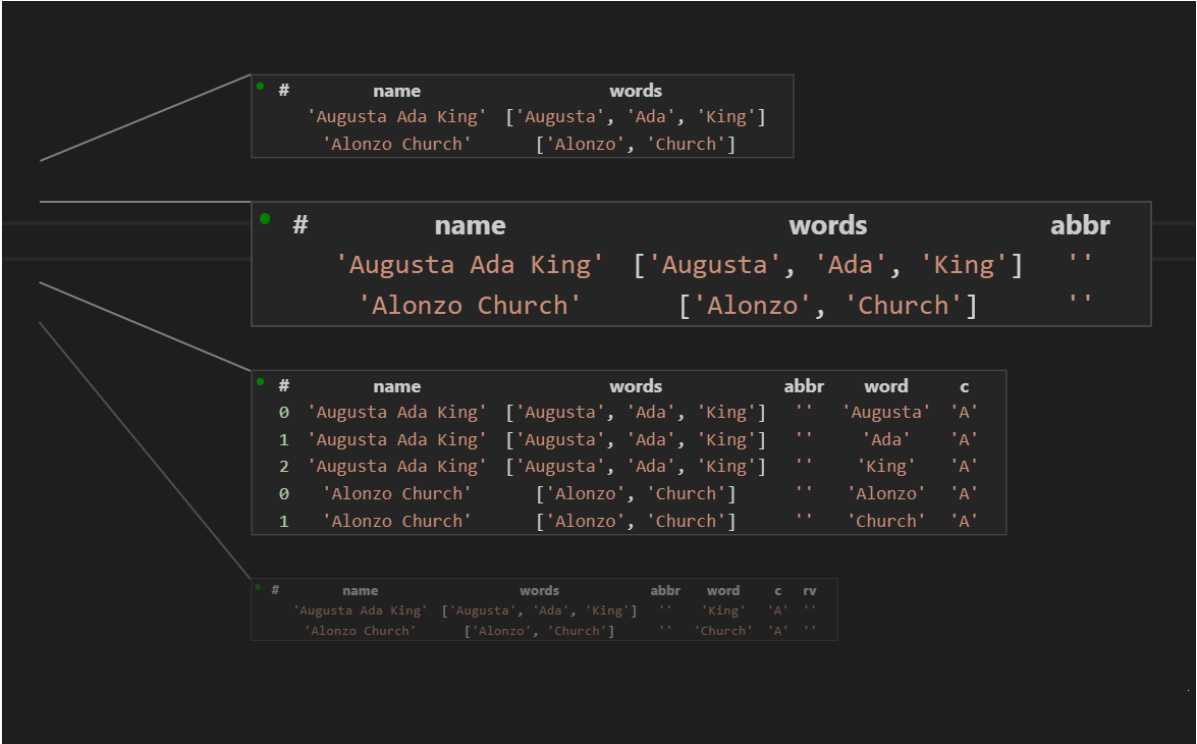 # name words
'Augusta Ada King' ['Augusta', 'Ada', 'King']
'Alonzo Church' ['Alonzo', 'Church']
# name words abbr
'Augusta Ada King' ['Augusta', 'Ada', 'King'] ''
'Alonzo Church' ['Alonzo', 'Church'] ''
# name words abbr word c
0 'Augusta Ada King' ['Augusta', 'Ada', 'King'] '' 'Augusta' 'A'
1 'Augusta Ada King' ['Augusta', 'Ada', 'King'] '' 'Ada' 'A'
2 'Augusta Ada King' ['Augusta', 'Ada', 'King'] '' 'King' 'A'
0 'Alonzo Church' ['Alonzo', 'Church'] '' 'Alonzo' 'A'
1 'Alonzo Church' ['Alonzo', 'Church'] '' 'Church' 'A'
# name words abbr word c rv
'Augusta Ada King' ['Augusta', 'Ada', 'King'] '' 'King' 'A' ''
'Alonzo Church' ['Alonzo', 'Church'] '' 'Church' 'A' ''